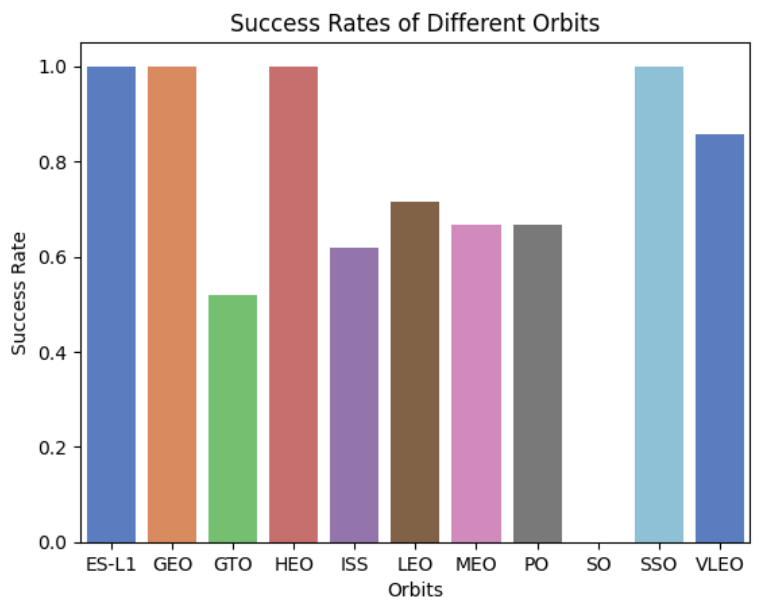 Success Rates of Different Orbits
Success Rate
1.0
0.8
0.6
0.4
0.2
0.0
ES-L1 GEO GTO HEO ISS LEO MEO PO SO SSO VLEO
Orbits